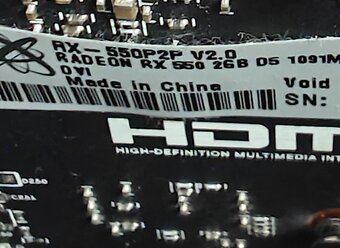 RX-550P2P V2.0
RADEON RX 550 2GB D5 1091M
DVI
Made in China
Void
SN:
HDM
HIGH-DEFINITION MULTIMEDIA INT